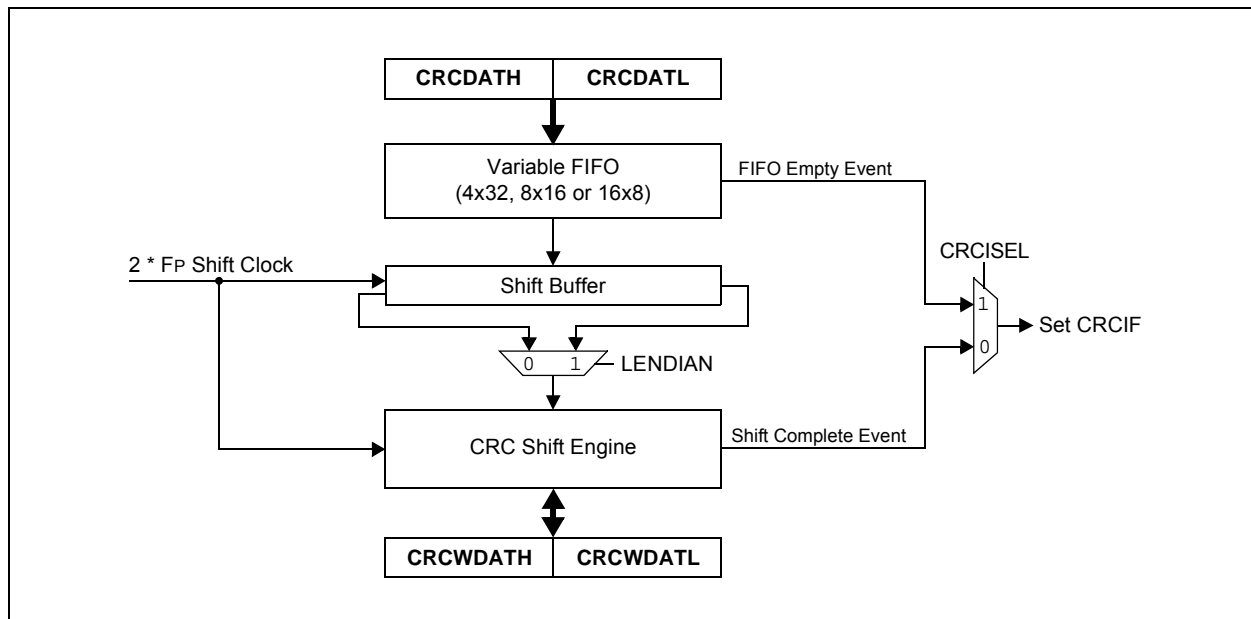 CRCDATH CRCDATL
Variable FIFO
(4x32, 8x16 or 16x8)
FIFO Empty Event
2 * FP Shift Clock
CRCISEL
Shift Buffer
1
Set CRCIF
0
0 1
LENDIAN
CRC Shift Engine
Shift Complete Event
CRCWDATH CRCWDATL